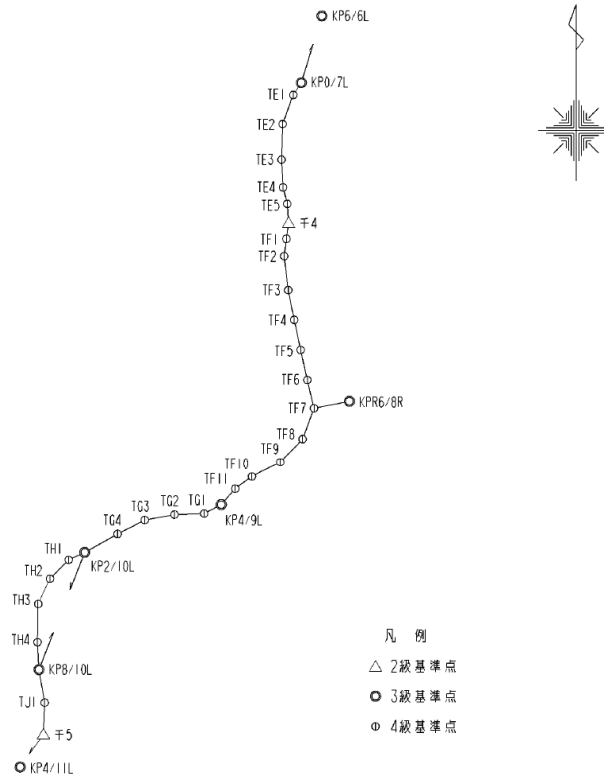 KP6/6L
KP0/7L
TE1
TE2
TE3
TE4
TE5
千4
TF1
TF2
TF3
TF4
TF5
TF6
TF7
KPR6/8R
TF8
TF9
TF10
TF11
KP4/9L
TG1
TG2
TG3
TG4
KP2/10L
TH1
TH2
TH3
TH4
KP8/10L
TJ1
千5
KP4/11L
凡 例
2級基準点
3級基準点
4級基準点